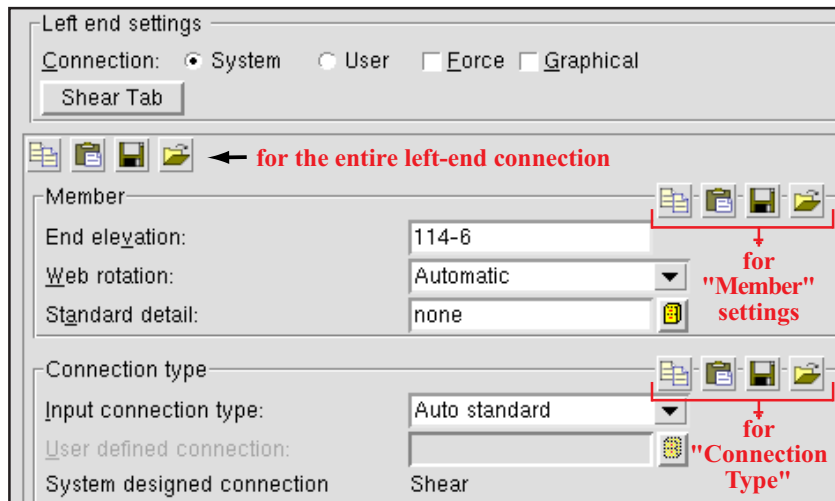 Left end settings
Connection: System User Force Graphical
Shear Tab
for the entire left-end connection
Member
End elevation: 114-6
Web rotation: Automatic
Standard detail: none
for
"Member"
settings
Connection type
Input connection type: Auto standard
User defined connection:
System designed connection Shear
for
"Connection
Type"